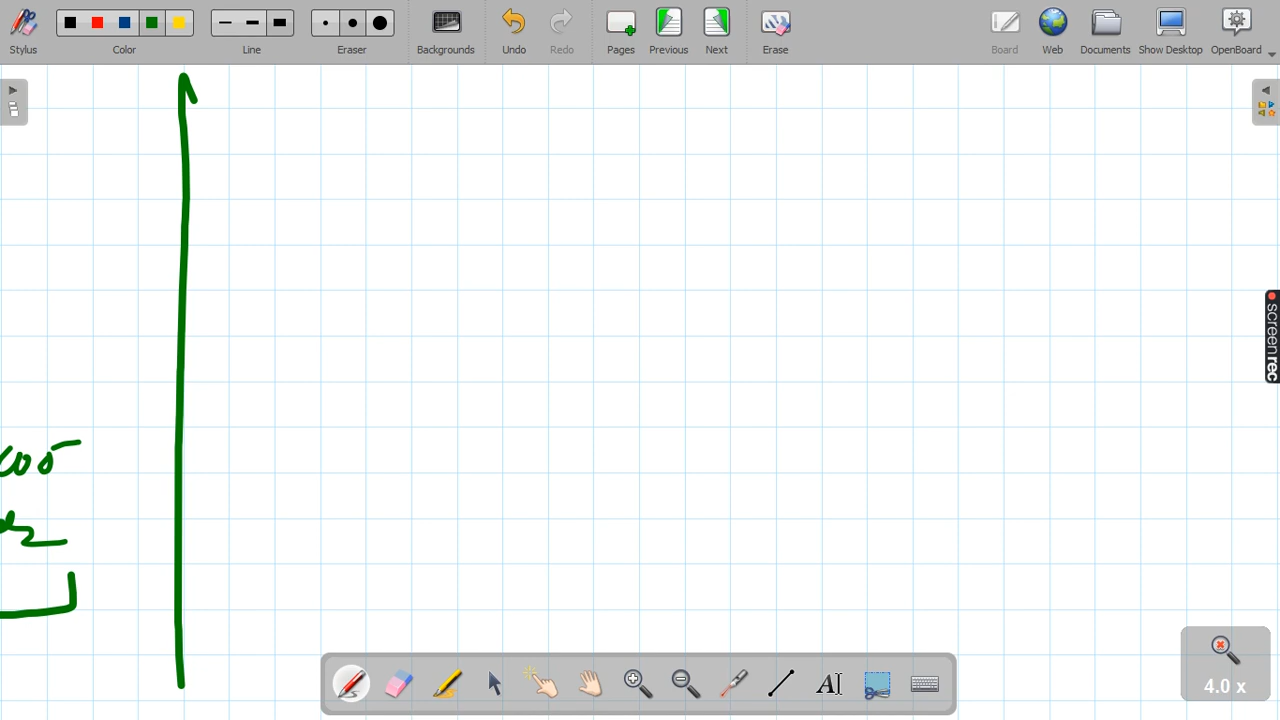 Stylus
Color
Line
Eraser
Backgrounds
Undo
Redo
Pages
Previous
Next
Erase
Board
Web
Documents
Show Desktop
OpenBoard
screenrec
A
4.0 x